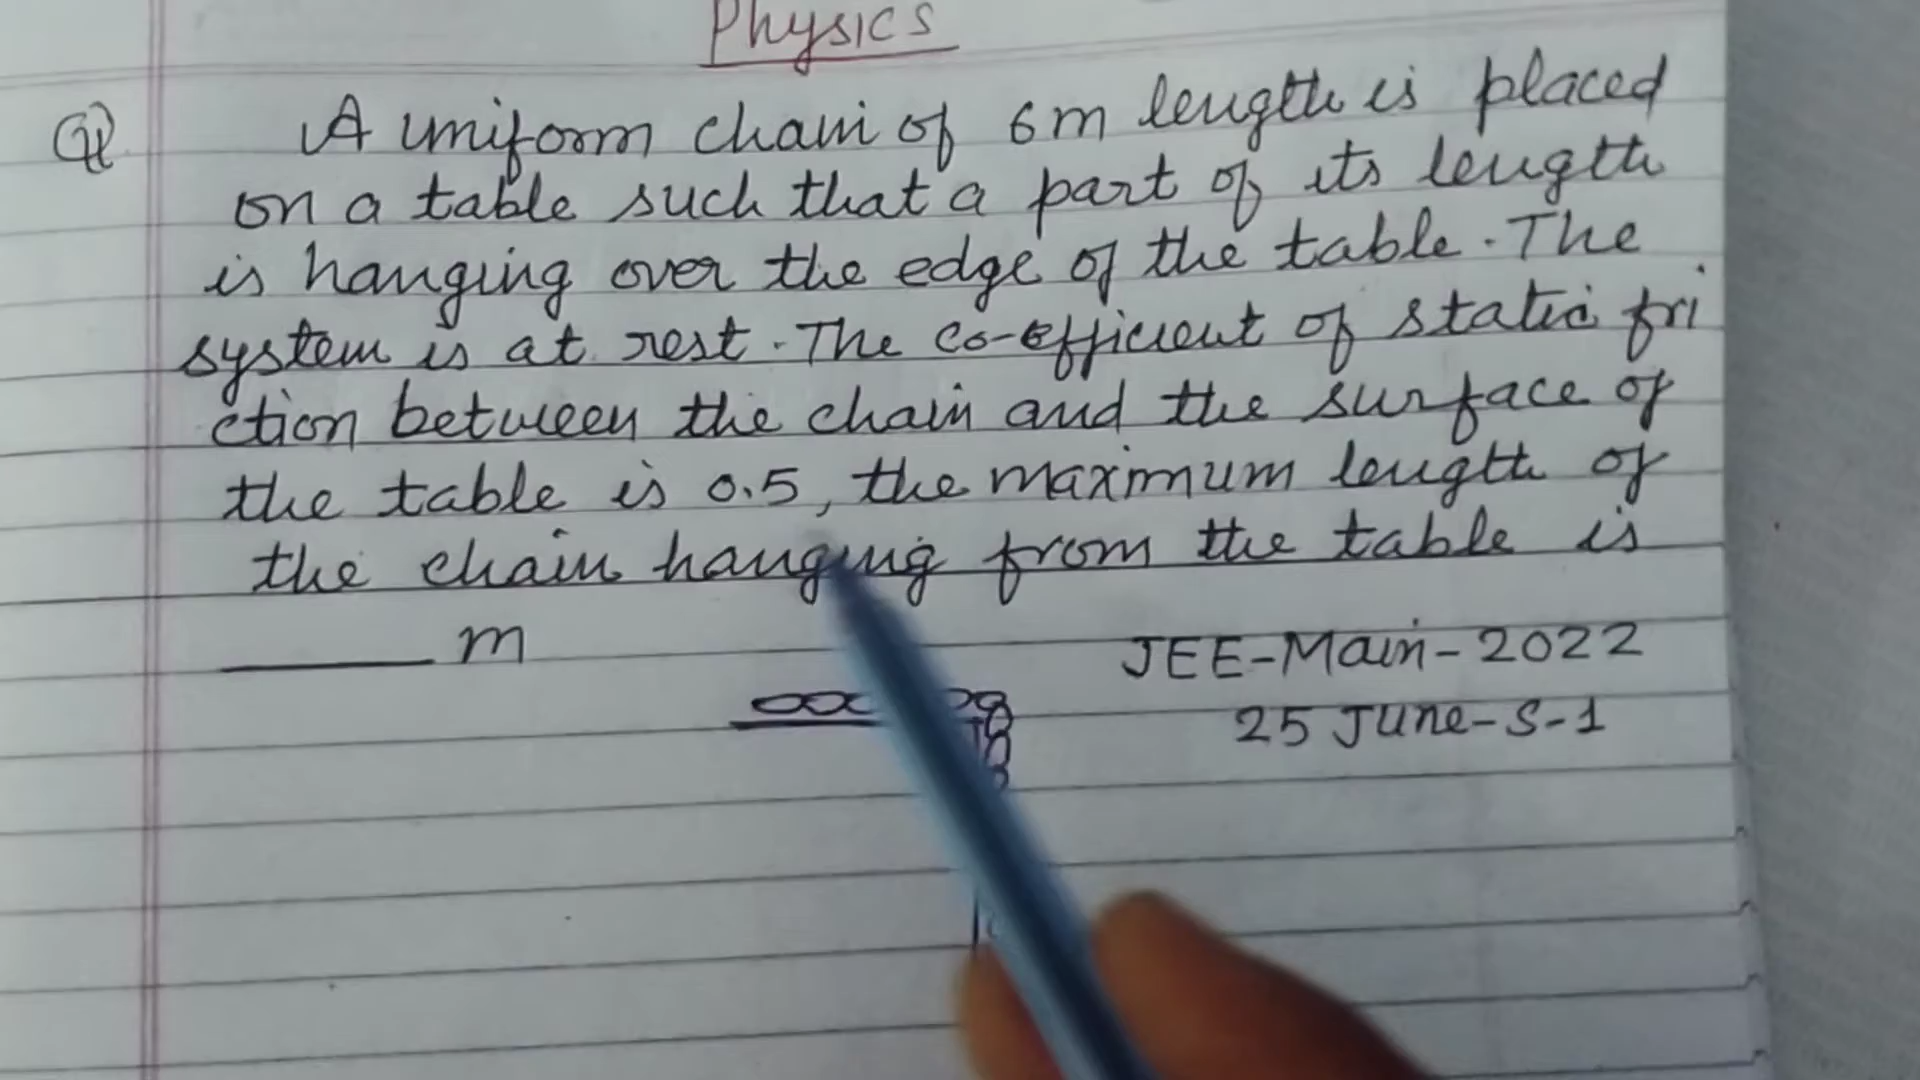 Physics
Q1 A uniform chain of 6m length is placed
on a table such that a part of its length
is hanging over the edge of the table. The
system is at rest. The co-efficient of static fri
ction between the chain and the surface of
the table is 0.5, the maximum length of
the chain hanging from the table is
______ m
JEE-Main-2022
25 June-S-1